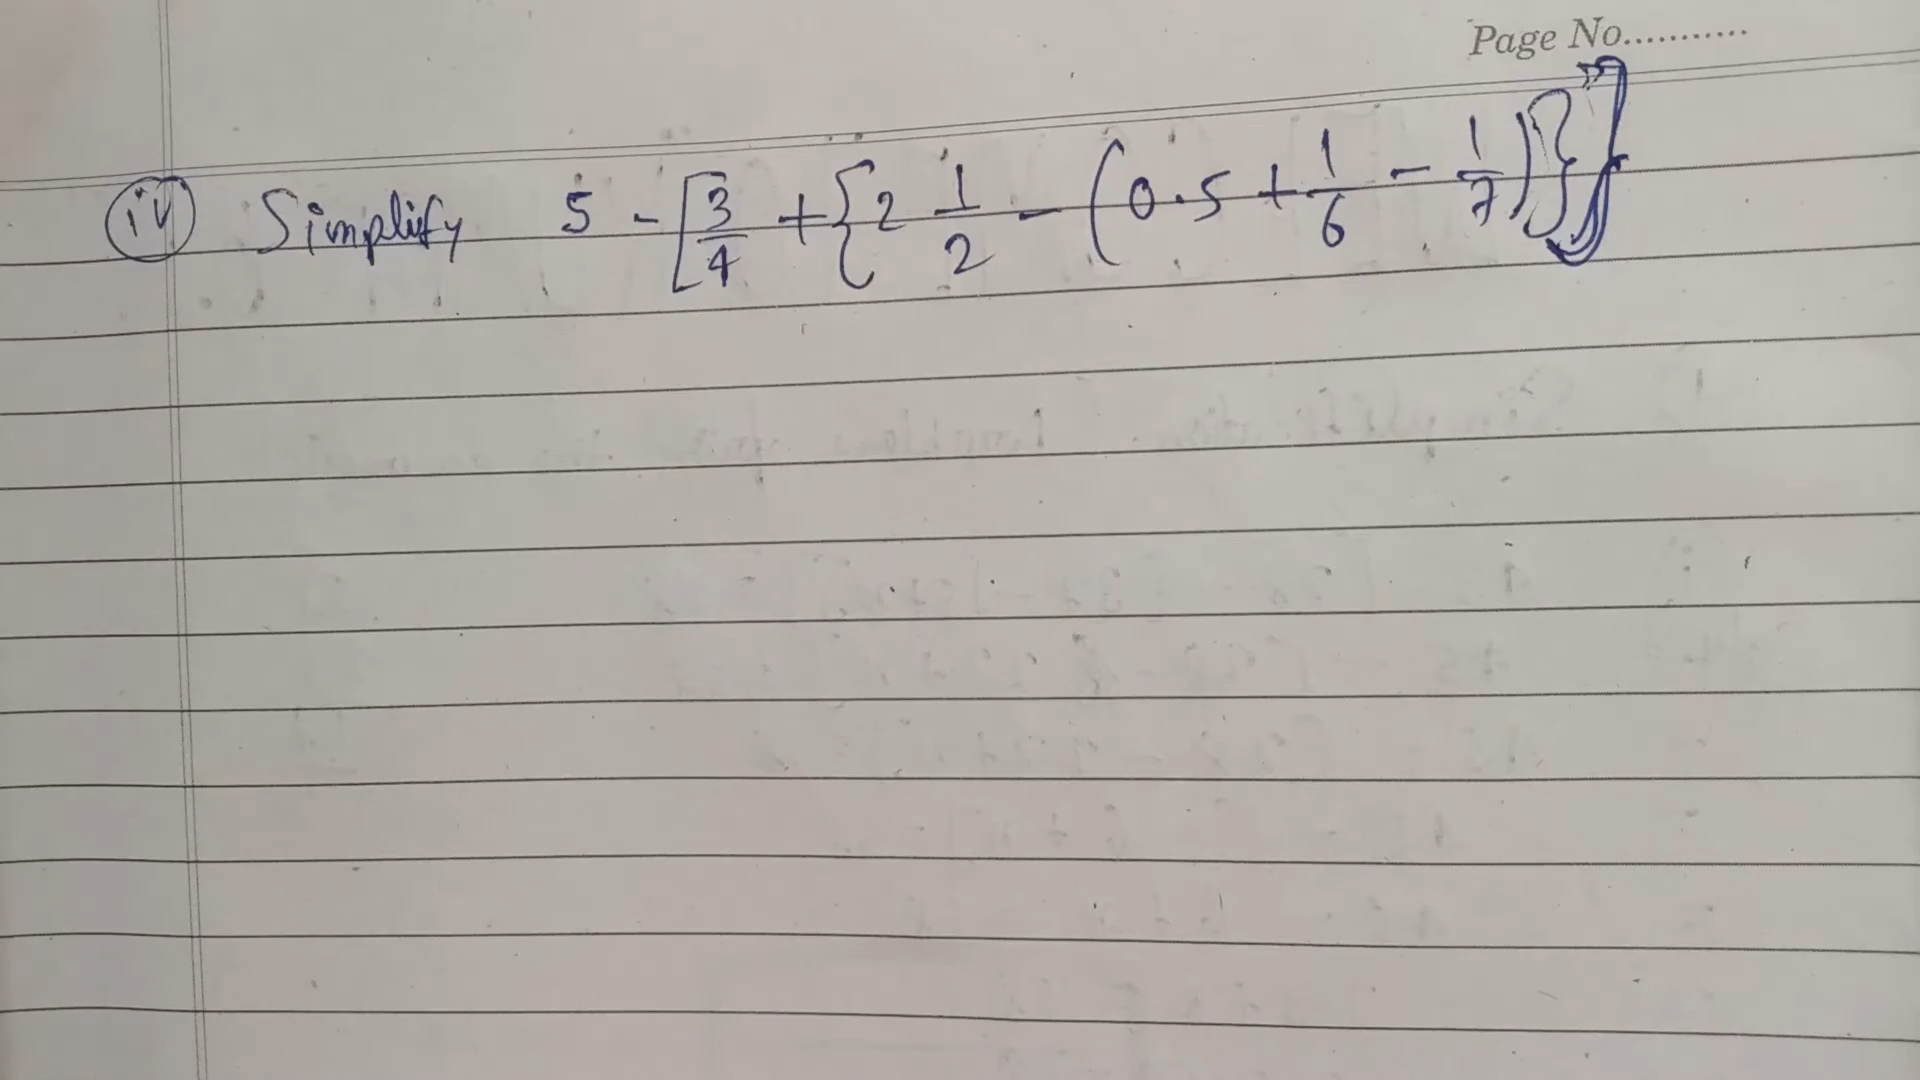 Page No...........
(iv) Simplify 5 - [3/4 + {2 1/2 - (0.5 + 1/6 - 1/7)}]